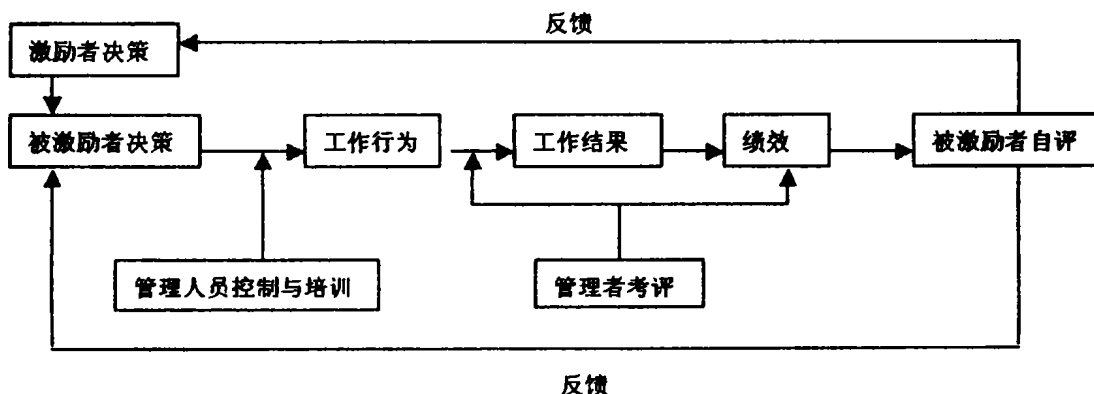 反馈
激励者决策
被激励者决策
工作行为
工作结果
绩效
被激励者自评
管理人员控制与培训
管理者考评
反馈